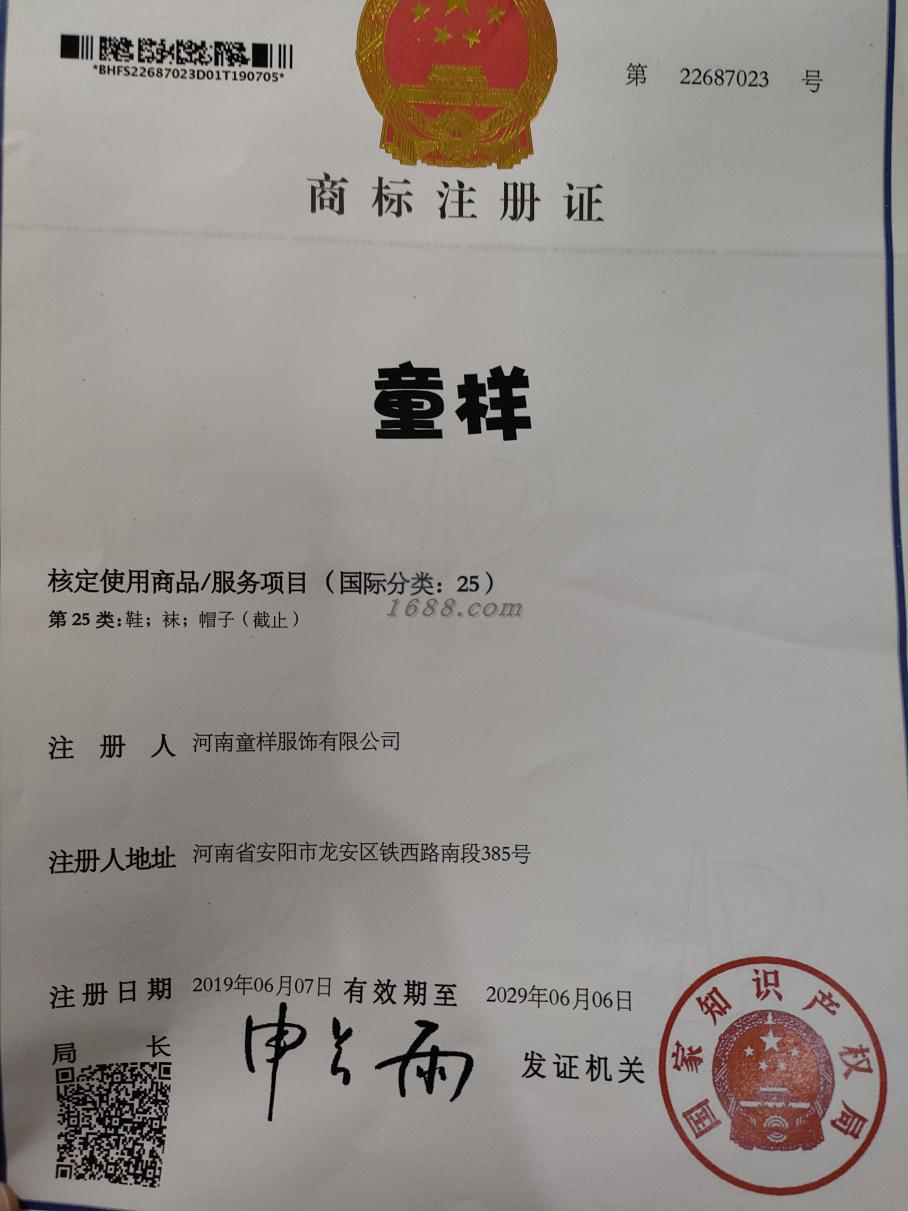 *BHFS22687023D01T190705*
第 22687023 号
商标注册证
童样
核定使用商品/服务项目（国际分类：25）
1688.com
第 25 类：鞋；袜；帽子（截止）
注册人 河南童样服饰有限公司
注册人地址 河南省安阳市龙安区铁西路南段385号
注册日期 2019年06月07日 有效期至 2029年06月06日
局长 申长雨 发证机关
国家知识产权局